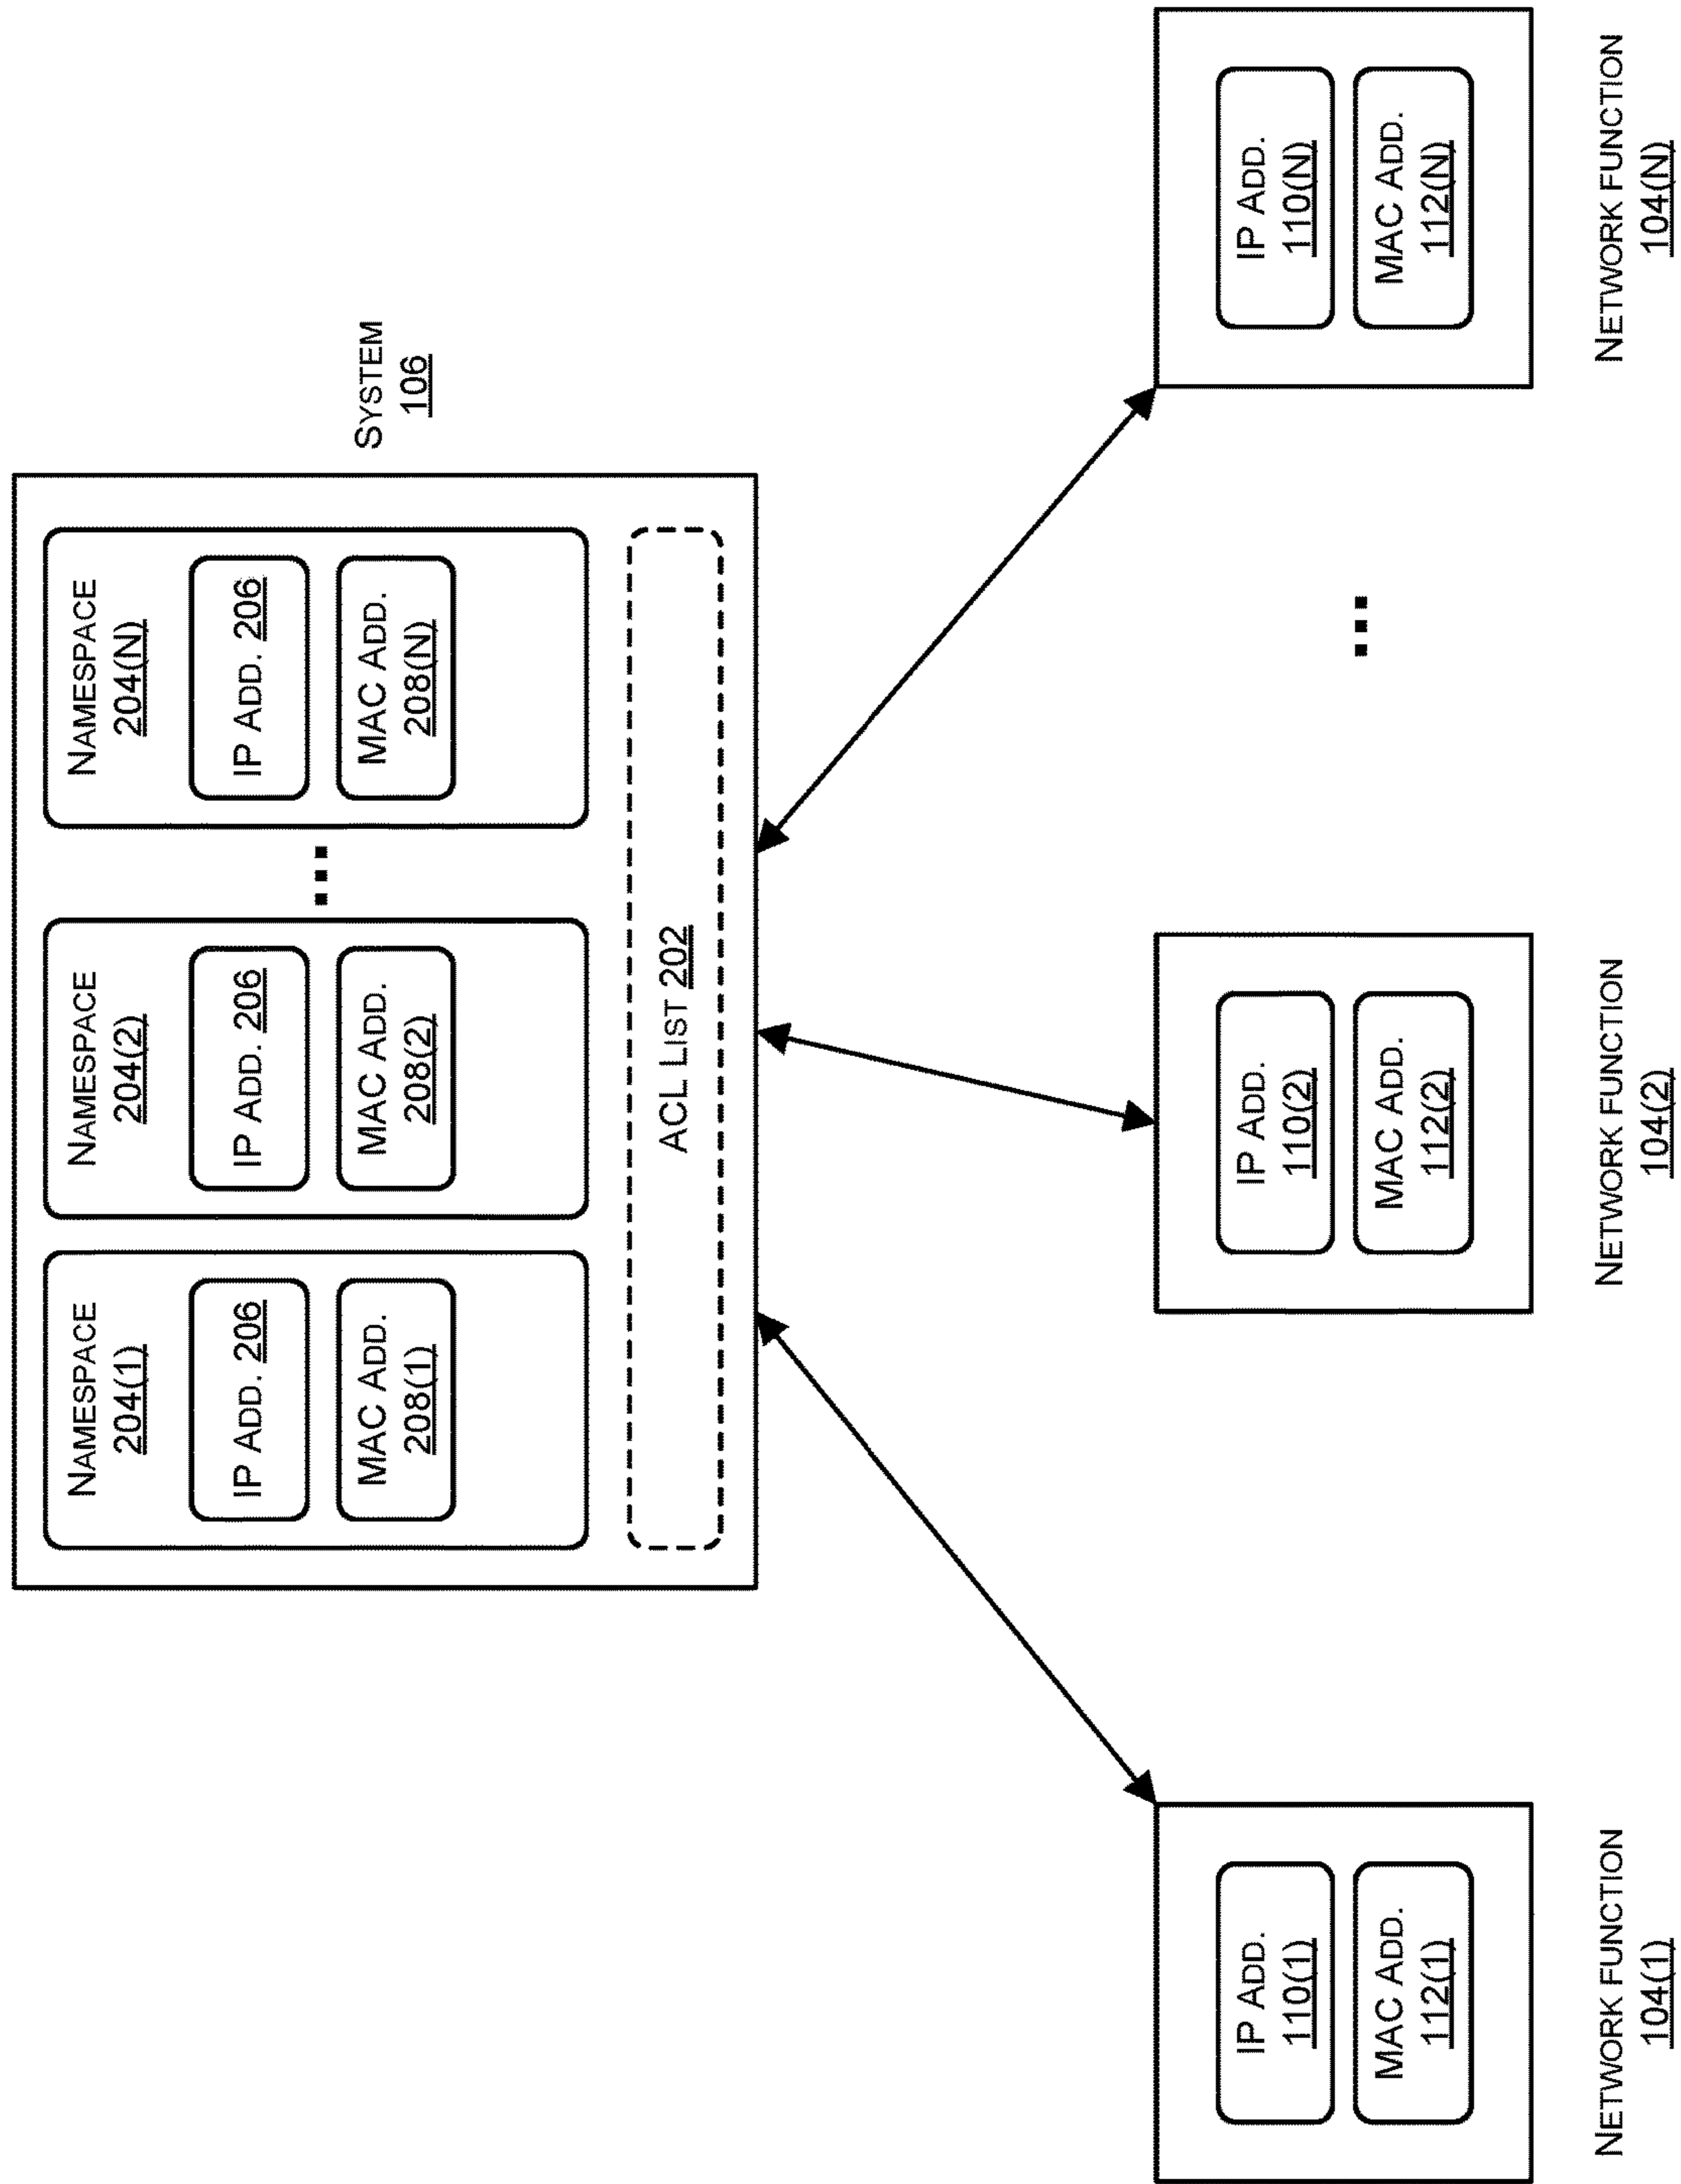 SYSTEM
106
NAMESPACE
204(1)
IP ADD. 206
MAC ADD.
208(1)
NAMESPACE
204(2)
IP ADD. 206
MAC ADD.
208(2)
...
NAMESPACE
204(N)
IP ADD. 206
MAC ADD.
208(N)
ACL LIST 202
IP ADD.
110(1)
MAC ADD.
112(1)
NETWORK FUNCTION
104(1)
IP ADD.
110(2)
MAC ADD.
112(2)
NETWORK FUNCTION
104(2)
...
IP ADD.
110(N)
MAC ADD.
112(N)
NETWORK FUNCTION
104(N)